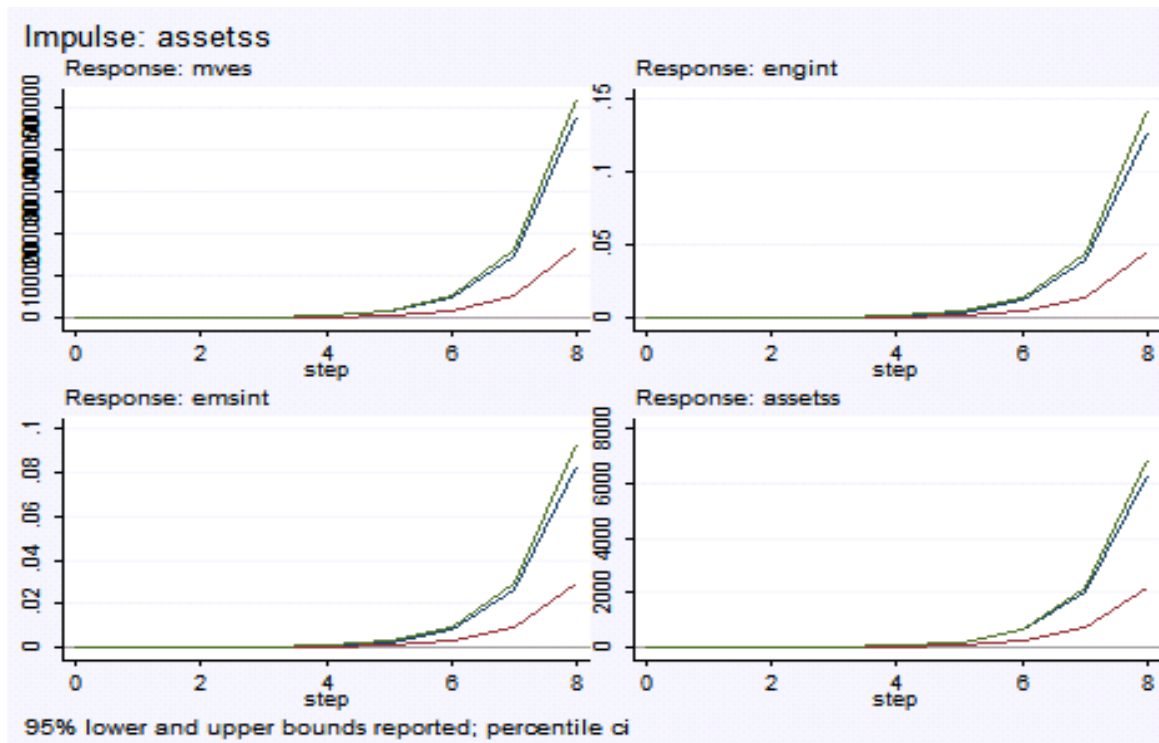 Impulse: assetss
Response: mves
0
0 2 4 6 8
step
Response: engint
.15
.1
.05
0
0 2 4 6 8
step
Response: emsint
.1
.08
.06
.04
.02
0
0 2 4 6 8
step
Response: assetss
8000
6000
4000
2000
0
0 2 4 6 8
step
95% lower and upper bounds reported; percentile ci